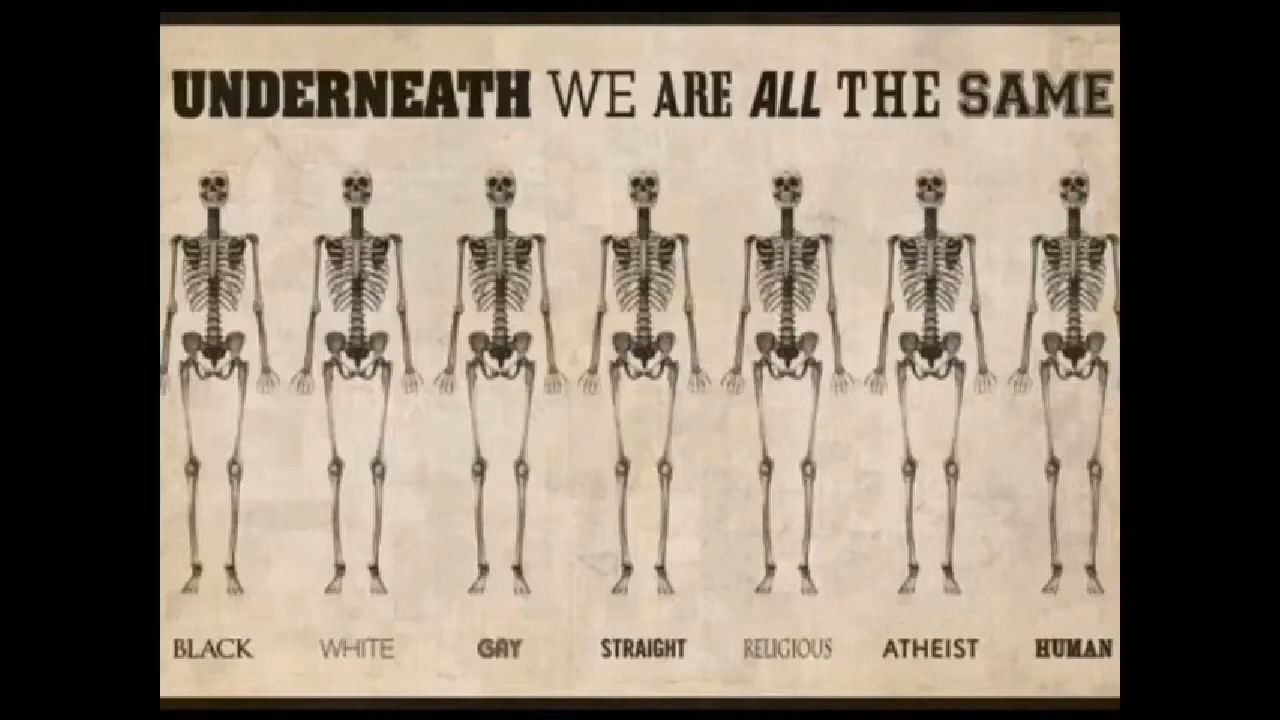 UNDERNEATH WE ARE ALL THE SAME
BLACK WHITE GAY STRAIGHT RELIGIOUS ATHEIST HUMAN